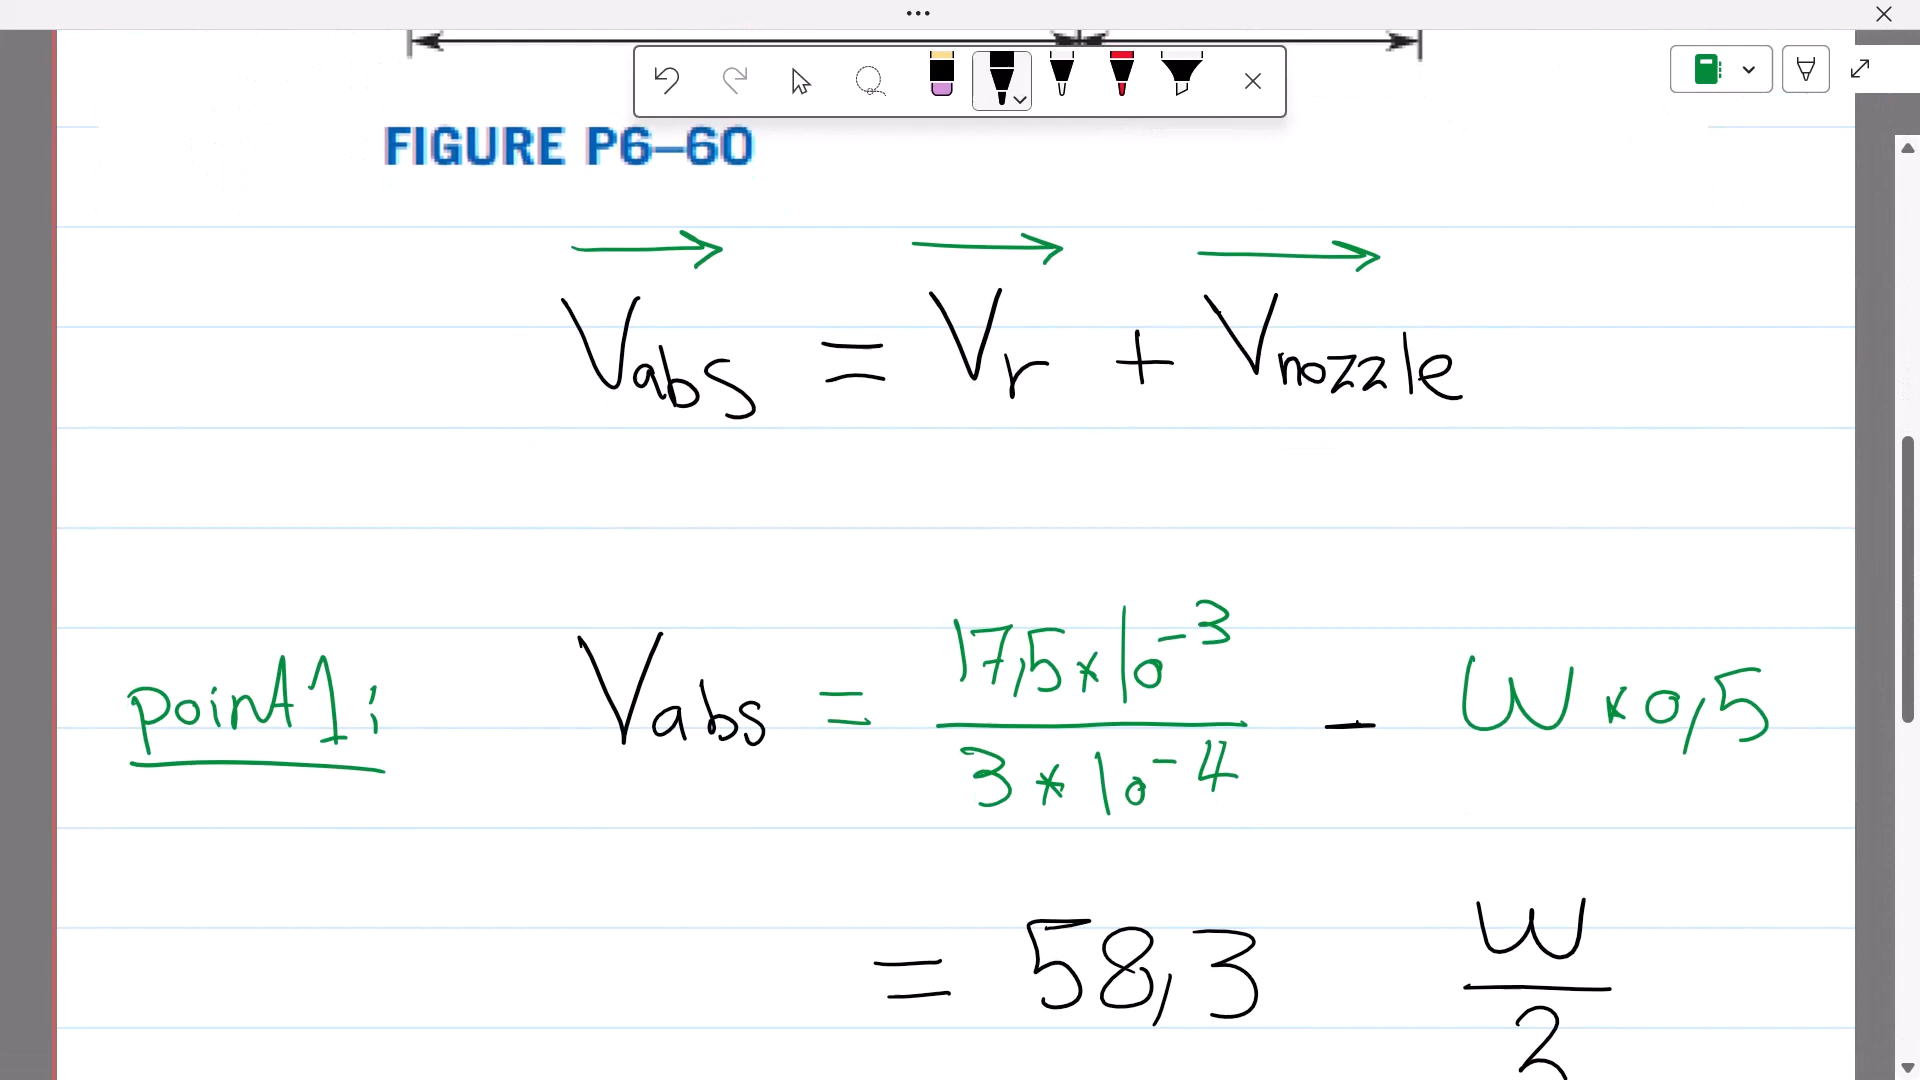 FIGURE P6–60
Vabs = Vr + Vnozzle
point 1: Vabs = 17,5*10^-3 / 3*10^-4 - W*0,5
= 58,3 W/2